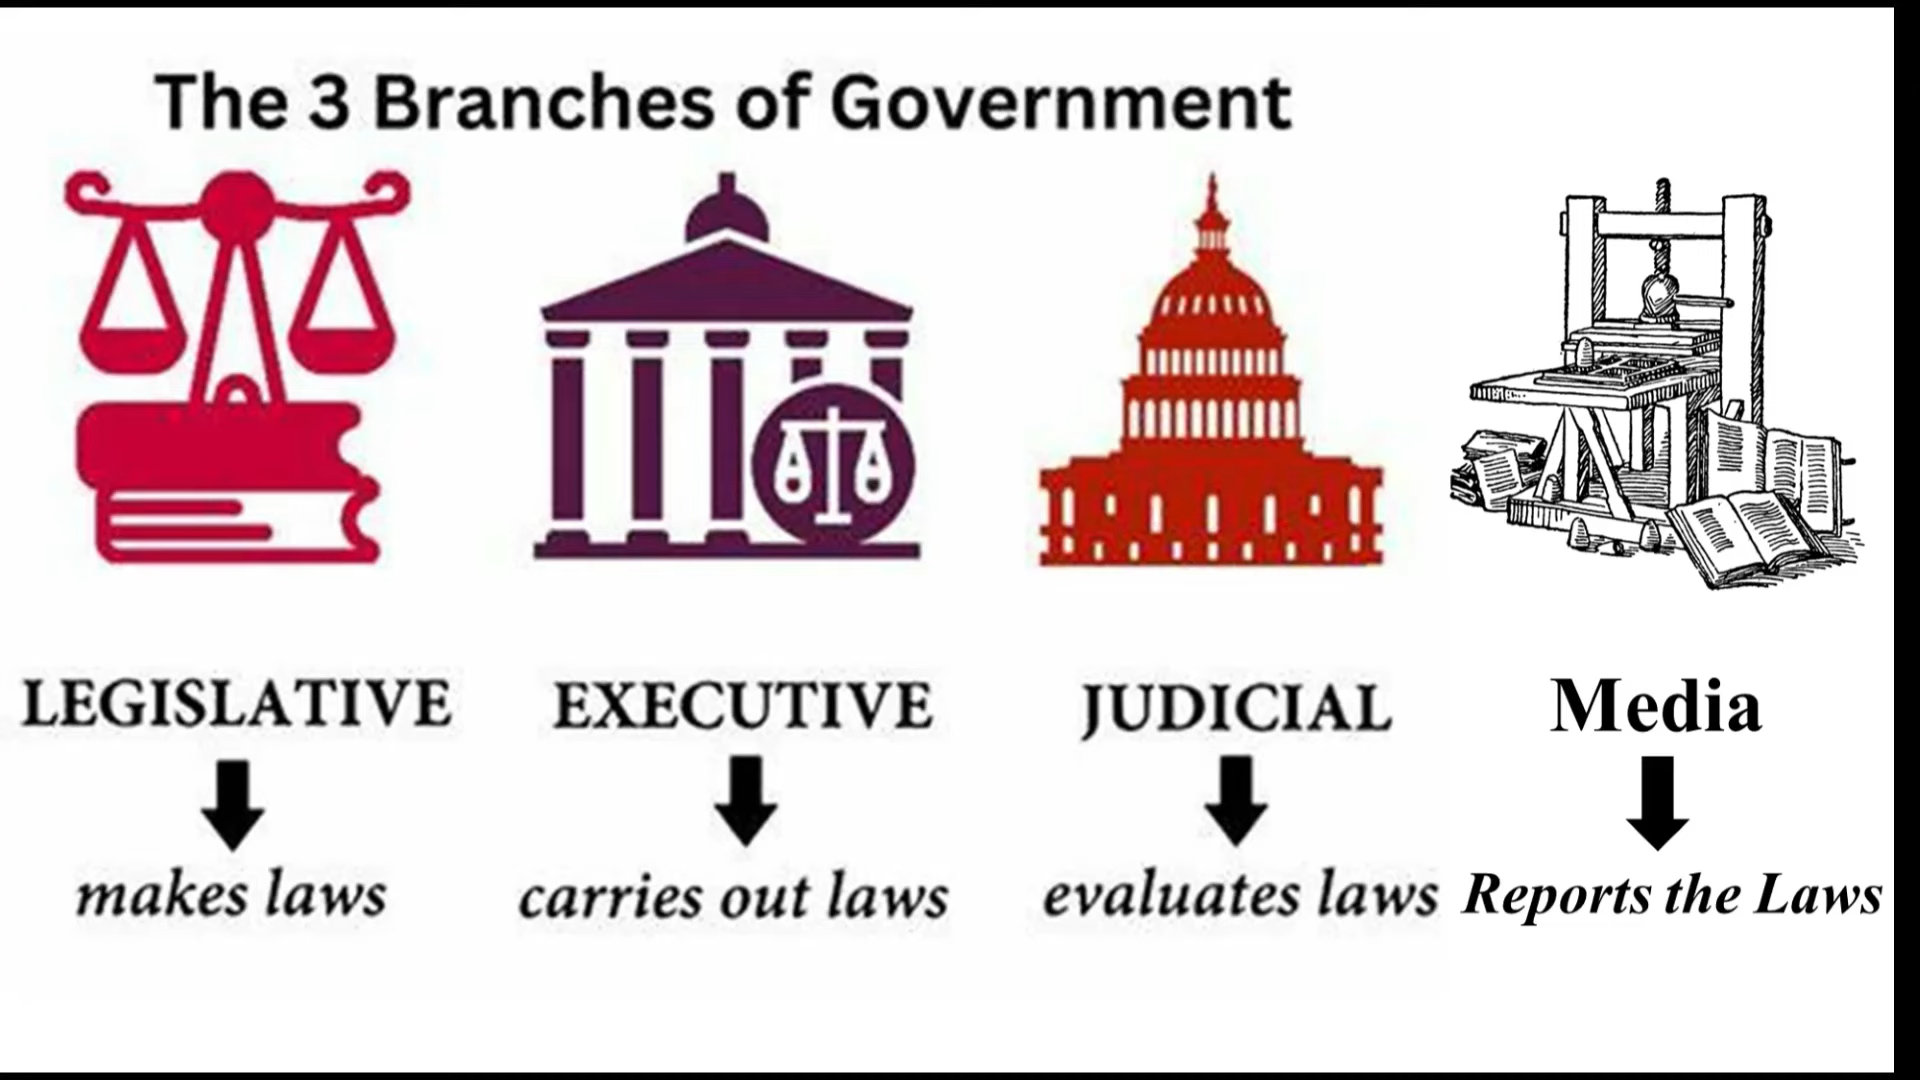 The 3 Branches of Government
LEGISLATIVE
makes laws
EXECUTIVE
carries out laws
JUDICIAL
evaluates laws
Media
Reports the Laws